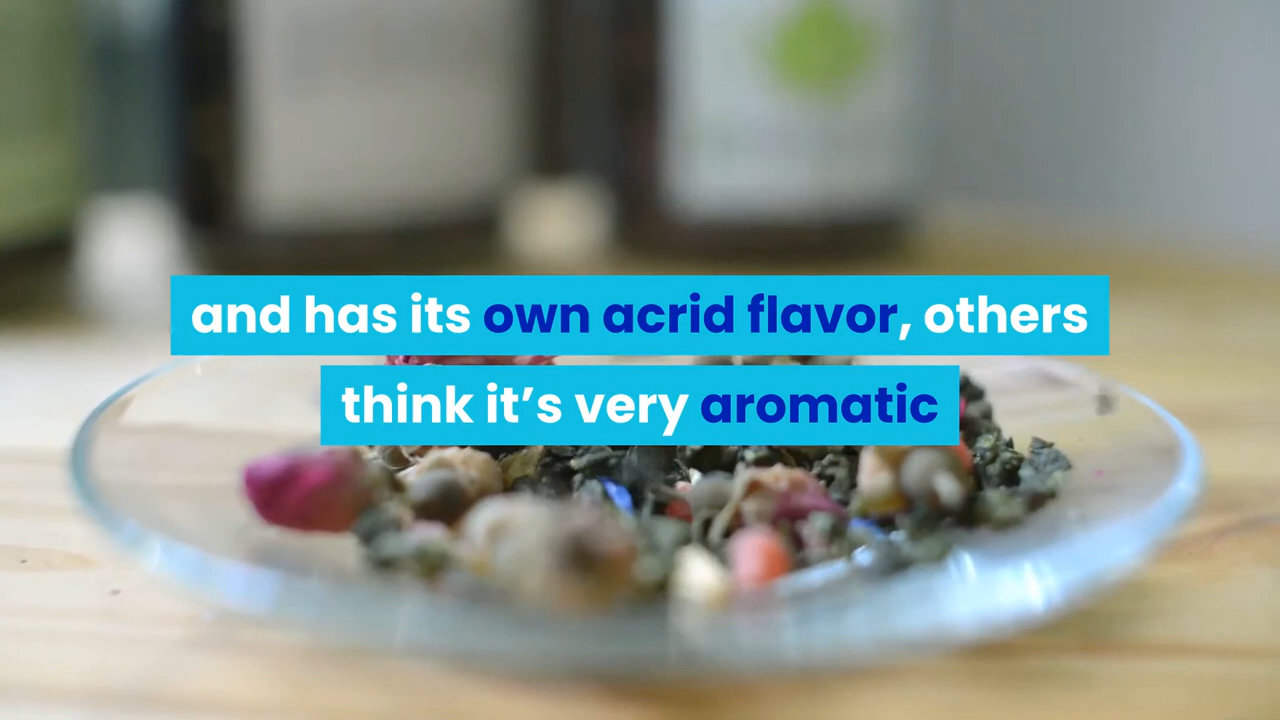 and has its own acrid flavor, others
think it’s very aromatic